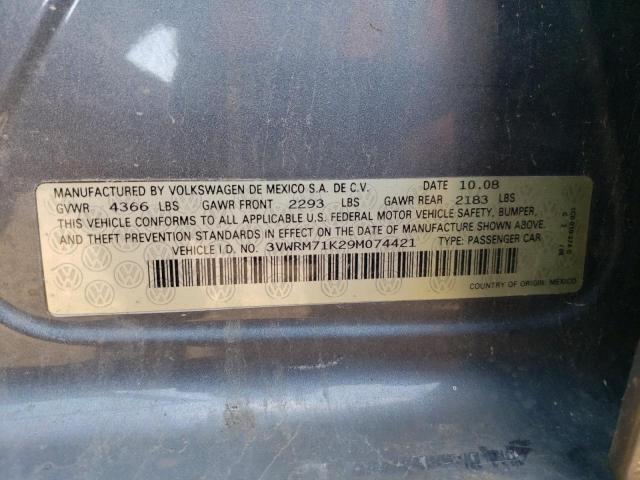 MANUFACTURED BY VOLKSWAGEN DE MEXICO S.A. DE C.V. DATE 10.08
GVWR 4366 LBS GAWR FRONT 2293 LBS GAWR REAR 2183 LBS
THIS VEHICLE CONFORMS TO ALL APPLICABLE U.S. FEDERAL MOTOR VEHICLE SAFETY, BUMPER,
AND THEFT PREVENTION STANDARDS IN EFFECT ON THE DATE OF MANUFACTURE SHOWN ABOVE.
VEHICLE I.D. NO. 3VWRM71K29M074421 TYPE: PASSENGER CAR
COUNTRY OF ORIGIN: MEXICO